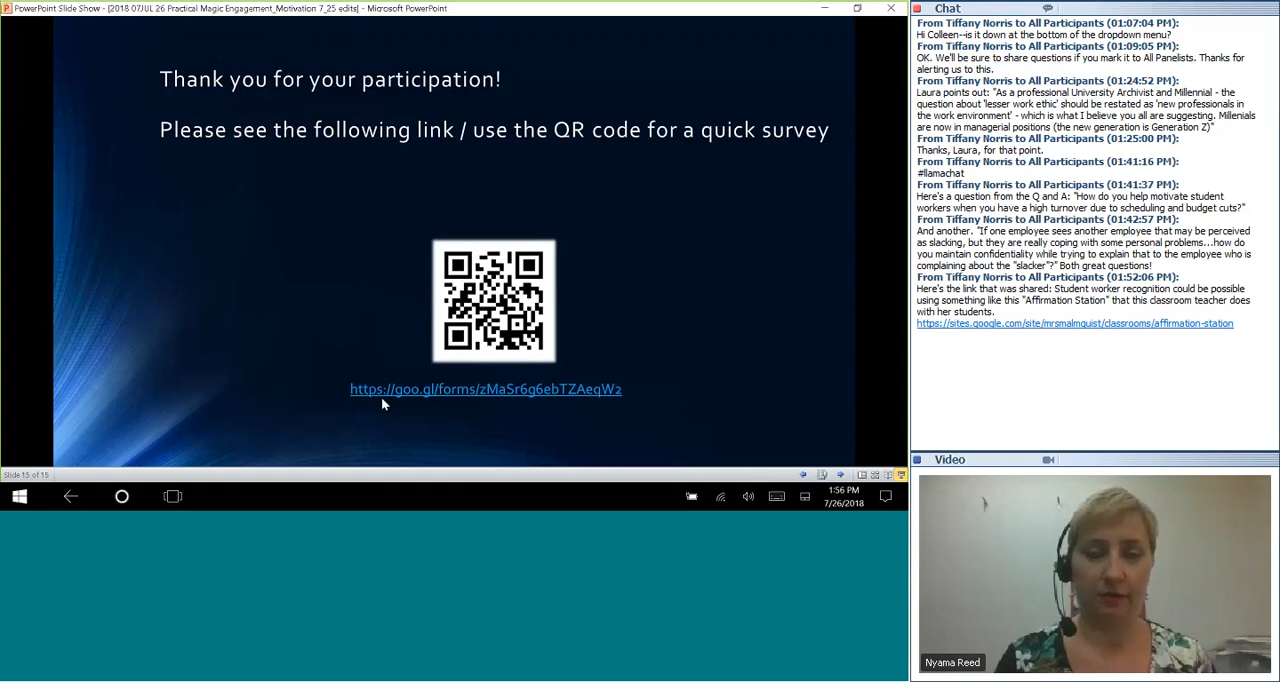 PowerPoint Slide Show - [2018 07JUL 26 Practical Magic Engagement_Motivation 7_25 edits] - Microsoft PowerPoint
Thank you for your participation!
Please see the following link / use the QR code for a quick survey
https://goo.gl/forms/zMaSr6g6ebTZAeqW2
Slide 15 of 15
1:56 PM
7/26/2018
Chat
From Tiffany Norris to All Participants (01:07:04 PM):
Hi Colleen--is it down at the bottom of the dropdown menu?
From Tiffany Norris to All Participants (01:09:05 PM):
OK. We'll be sure to share questions if you mark it to All Panelists. Thanks for
alerting us to this.
From Tiffany Norris to All Participants (01:24:52 PM):
Laura points out: "As a professional University Archivist and Millennial - the
question about 'lesser work ethic' should be restated as 'new professionals in
the work environment' - which is what I believe you all are suggesting. Millenials
are now in managerial positions (the new generation is Generation Z)"
From Tiffany Norris to All Participants (01:25:00 PM):
Thanks, Laura, for that point.
From Tiffany Norris to All Participants (01:41:16 PM):
#llamachat
From Tiffany Norris to All Participants (01:41:37 PM):
Here's a question from the Q and A: "How do you help motivate student
workers when you have a high turnover due to scheduling and budget cuts?"
From Tiffany Norris to All Participants (01:42:57 PM):
And another. "If one employee sees another employee that may be perceived
as slacking, but they are really coping with some personal problems...how do
you maintain confidentiality while trying to explain that to the employee who is
complaining about the "slacker"?" Both great questions!
From Tiffany Norris to All Participants (01:52:06 PM):
Here's the link that was shared: Student worker recognition could be possible
using something like this "Affirmation Station" that this classroom teacher does
with her students.
https://sites.google.com/site/mrsmalmquist/classrooms/affirmation-station
Video
Nyama Reed